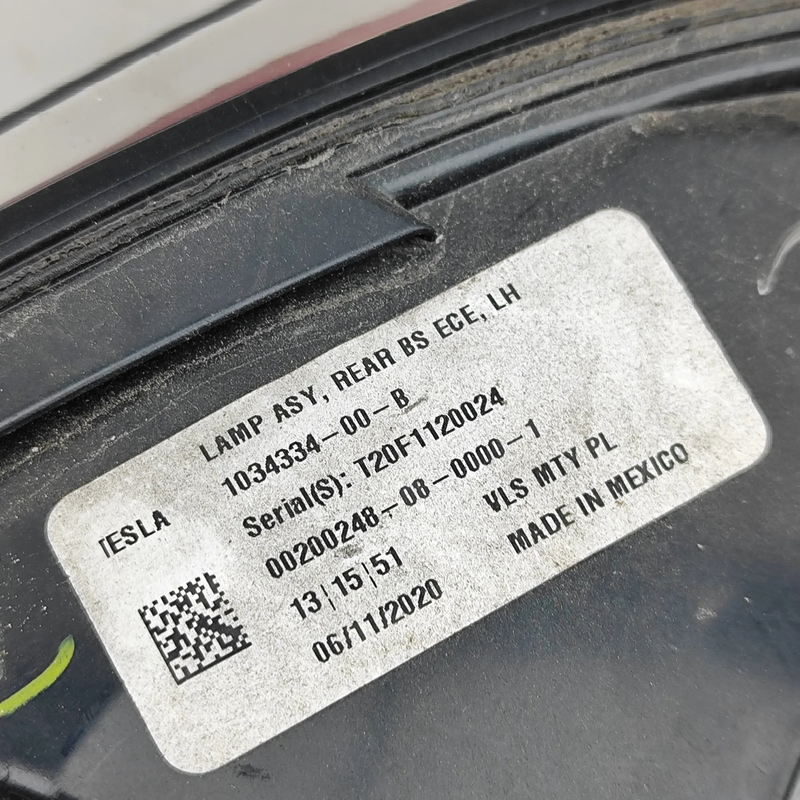 LAMP ASY, REAR BS ECE, LH
1034334-00-B
TESLA
Serial(S): T20F1120024
00200248-08-0000-1
13|15|51
VLS MTY PL
06/11/2020
MADE IN MEXICO